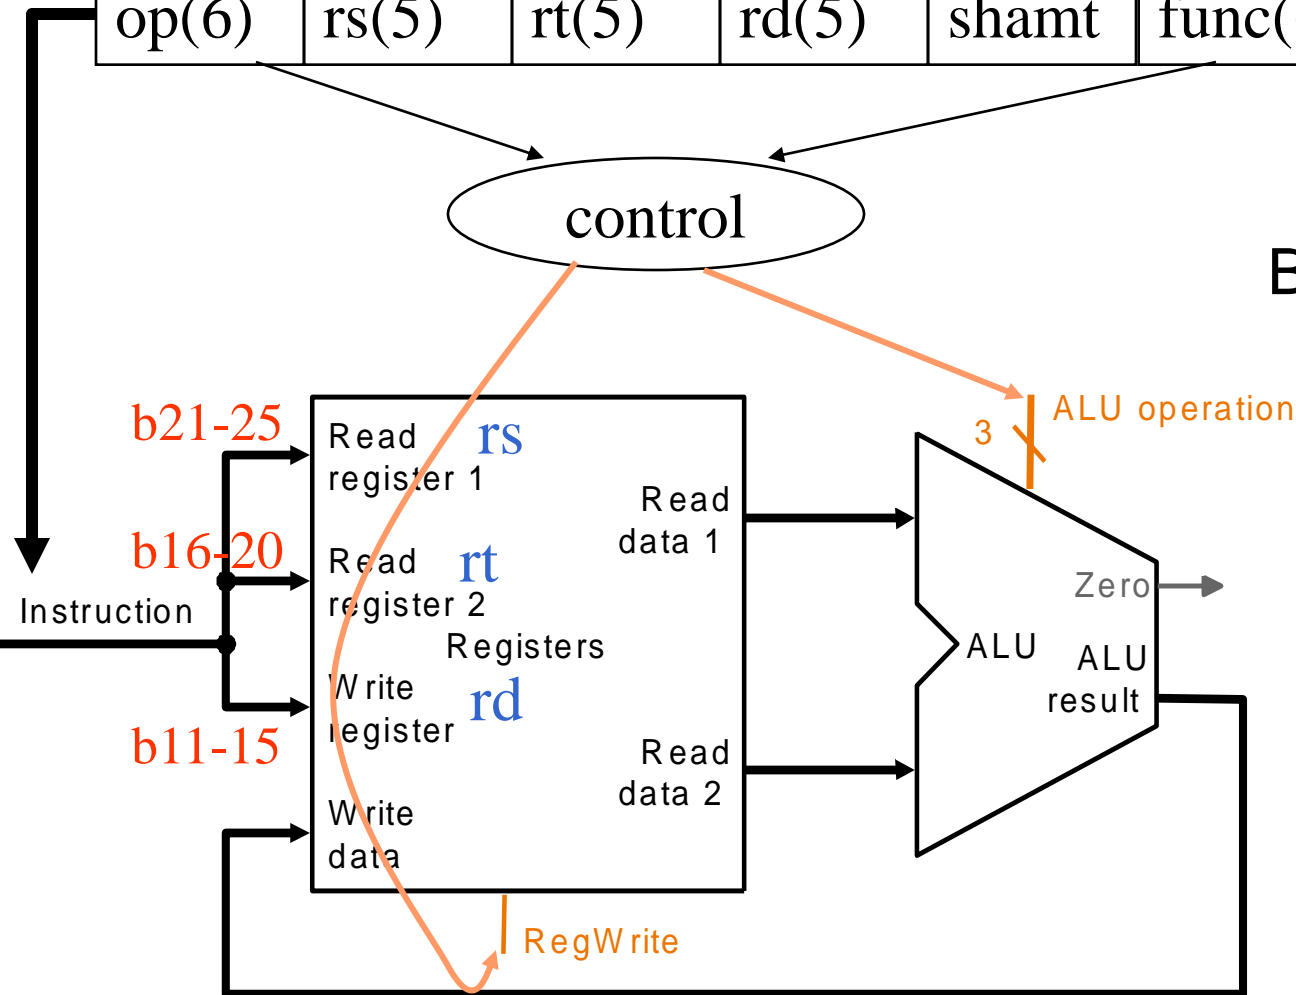 op(6) rs(5) rt(5) rd(5) shamt func(
control
B
b21-25
Read
register 1
rs
ALU operation
3
Read
data 1
b16-20
Read
register 2
rt
Zero
Instruction
Registers
ALU
ALU
result
Write
register
rd
b11-15
Read
data 2
Write
data
RegWrite